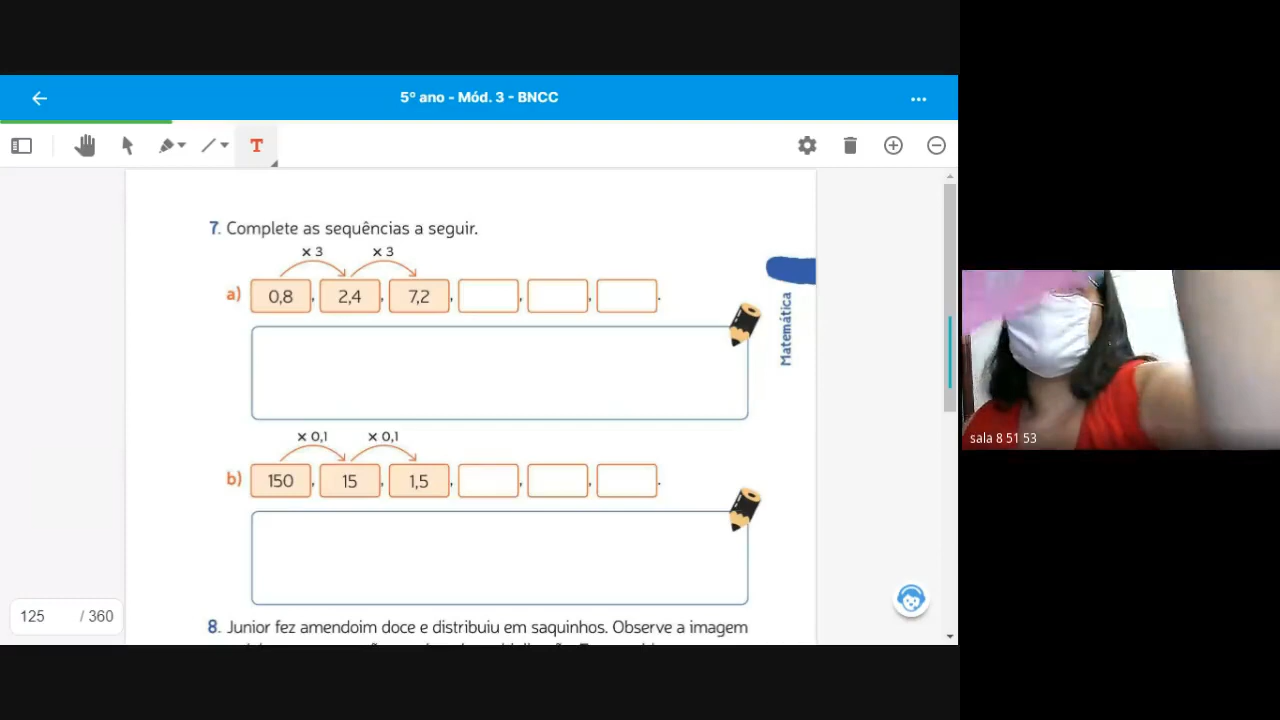 5º ano - Mód. 3 - BNCC
T
7. Complete as sequências a seguir.
× 3 × 3
a) 0,8, 2,4, 7,2, , , .
Matemática
× 0,1 × 0,1
b) 150, 15, 1,5, , , .
8. Junior fez amendoim doce e distribuiu em saquinhos. Observe a imagem
125 / 360
sala 8 51 53